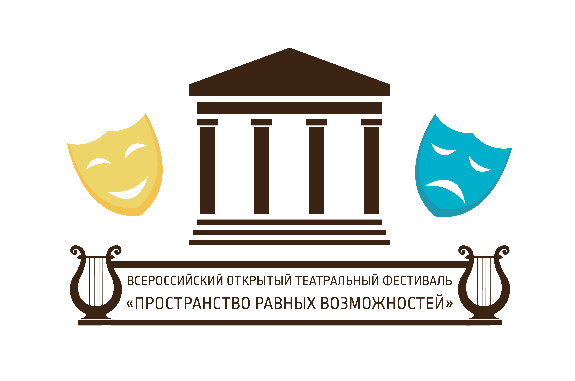 ВСЕРОССИЙСКИЙ ОТКРЫТЫЙ ТЕАТРАЛЬНЫЙ ФЕСТИВАЛЬ
«ПРОСТРАНСТВО РАВНЫХ ВОЗМОЖНОСТЕЙ»